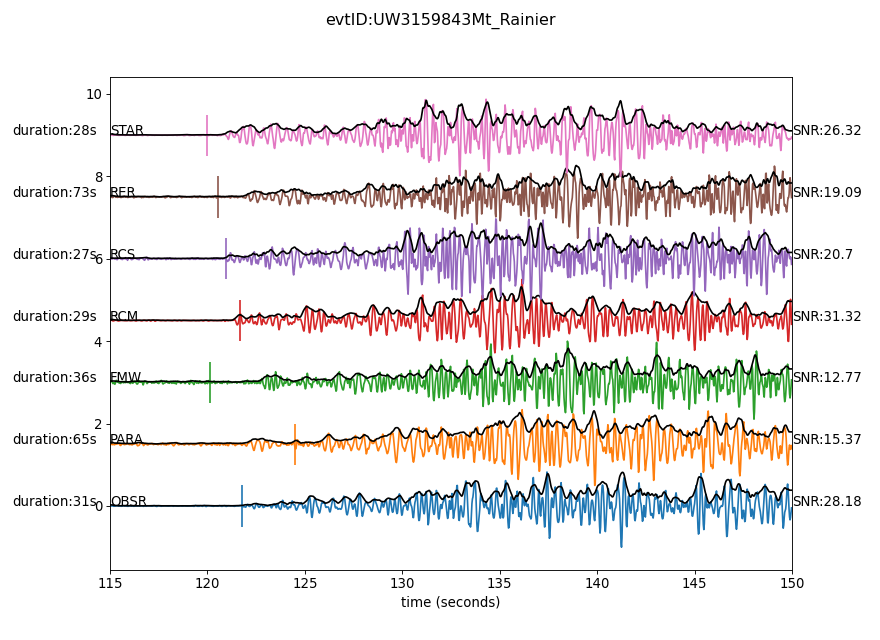 evtID:UW3159843Mt_Rainier
10
duration:28s STAR SNR:26.32
8
duration:73s RER SNR:19.09
duration:27s RCS SNR:20.7
6
duration:29s RCM SNR:31.32
4
duration:36s FMW SNR:12.77
2
duration:65s PARA SNR:15.37
duration:31s OBSR SNR:28.18
0
115 120 125 130 135 140 145 150
time (seconds)